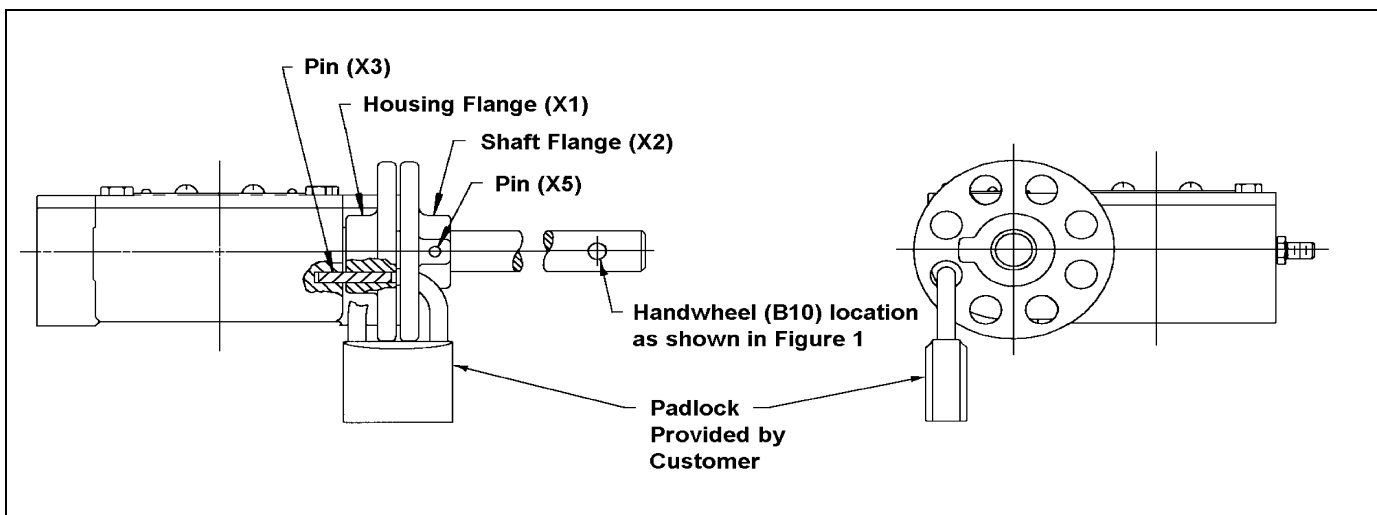 Pin (X3)
Housing Flange (X1)
Shaft Flange (X2)
Pin (X5)
Handwheel (B10) location
as shown in Figure 1
Padlock
Provided by
Customer